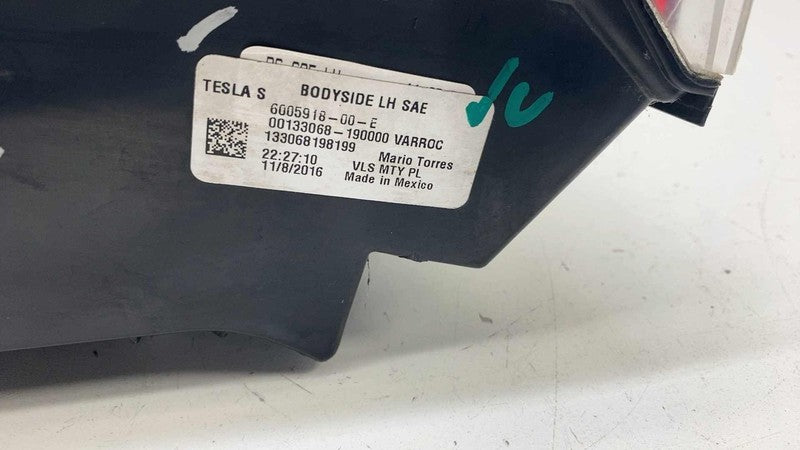 TESLA S BODYSIDE LH SAE
6005918-00-E
00133068-190000 VARROC
133068198199
Mario Torres
22:27:10 VLS MTY PL
11/8/2016 Made in Mexico